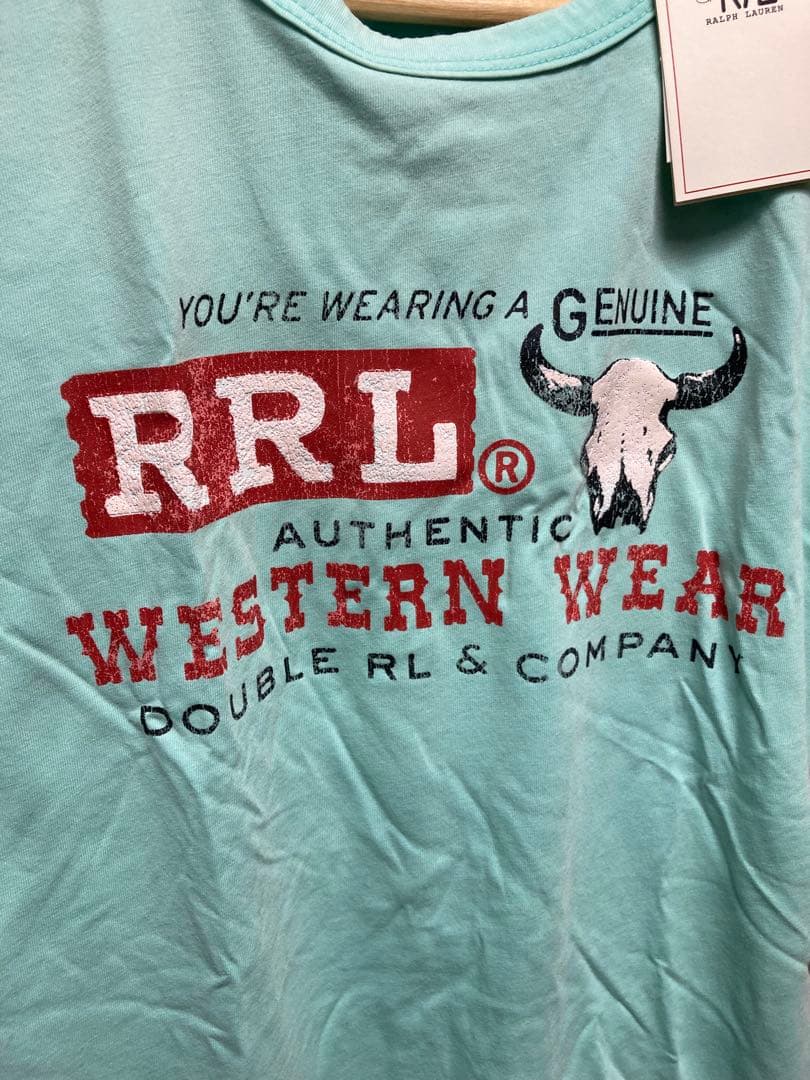 RALPH LAUREN
YOU'RE WEARING A GENUINE
RRL®
AUTHENTIC
WESTERN WEAR
DOUBLE RL & COMPANY